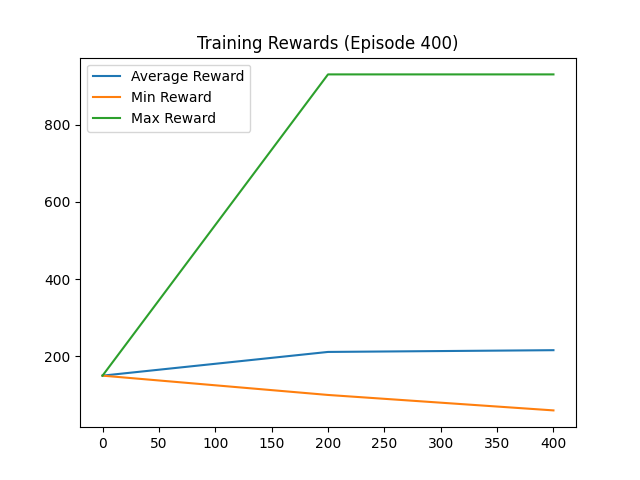 Training Rewards (Episode 400)
Average Reward
Min Reward
Max Reward
800
600
400
200
0 50 100 150 200 250 300 350 400